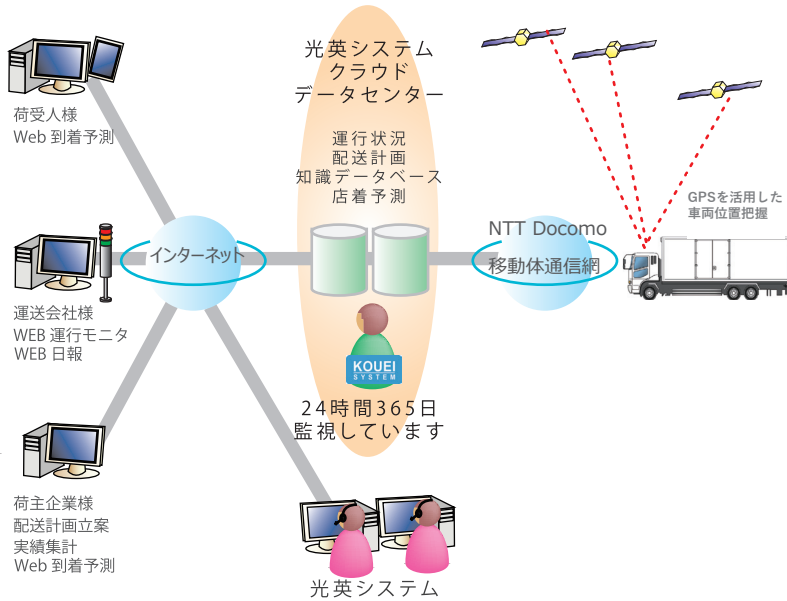 光英システム
クラウド
データセンター
運行状況
配送計画
知識データベース
店着予測
荷受人様
Web 到着予測
インターネット
NTT Docomo
移動体通信網
GPSを活用した
車両位置把握
運送会社様
WEB 運行モニタ
WEB 日報
KOUEI
SYSTEM
24時間365日
監視しています
荷主企業様
配送計画立案
実績集計
Web 到着予測
光英システム